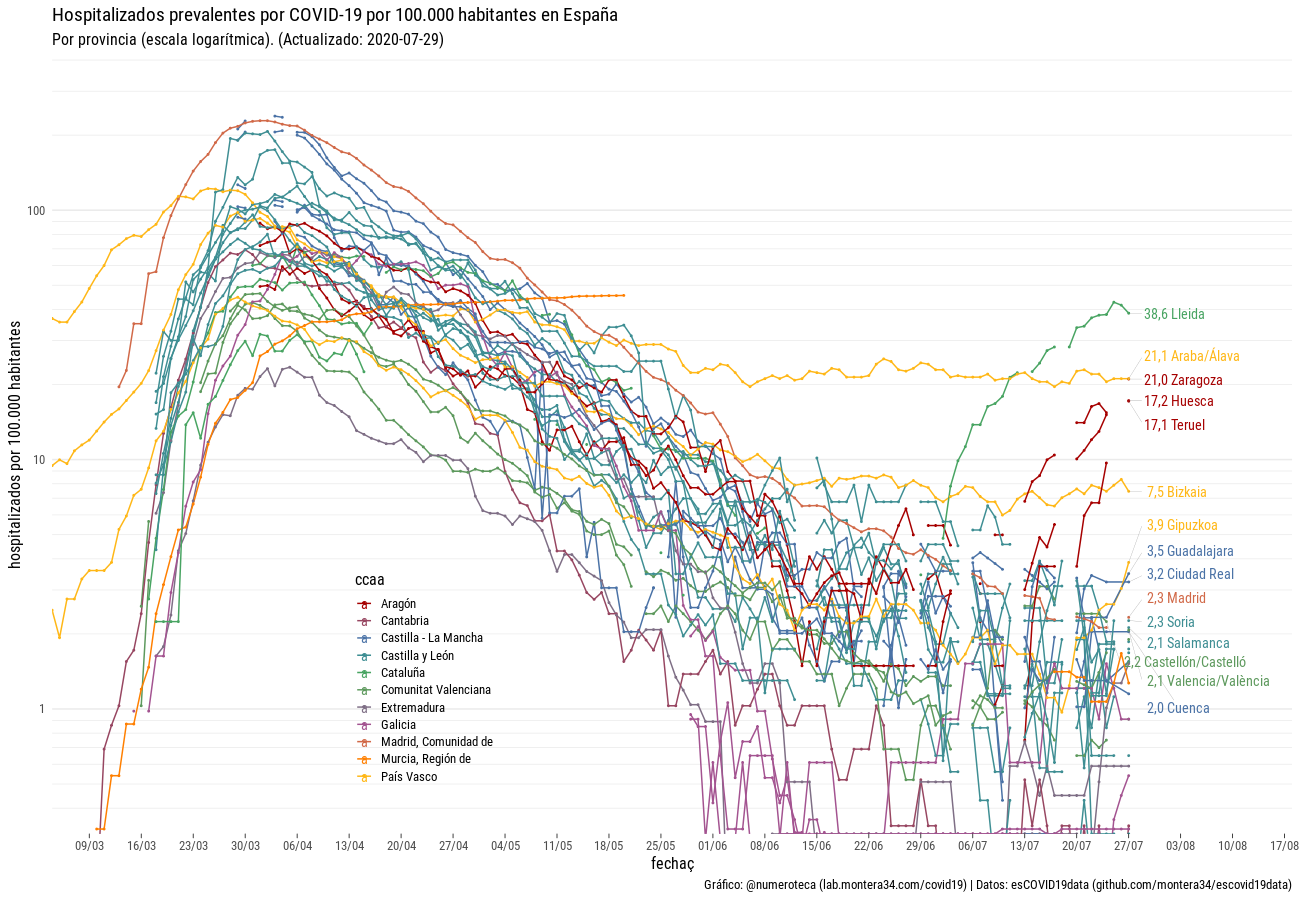 Hospitalizados prevalentes por COVID-19 por 100.000 habitantes en España
Por provincia (escala logarítmica). (Actualizado: 2020-07-29)
hospitalizados por 100.000 habitantes
100
10
1
38,6 Lleida
21,1 Araba/Álava
21,0 Zaragoza
17,2 Huesca
17,1 Teruel
7,5 Bizkaia
3,9 Gipuzkoa
3,5 Guadalajara
3,2 Ciudad Real
2,3 Madrid
2,3 Soria
2,1 Salamanca
2,2 Castellón/Castelló
2,1 Valencia/València
2,0 Cuenca
ccaa
Aragón
Cantabria
Castilla - La Mancha
Castilla y León
Cataluña
Comunitat Valenciana
Extremadura
Galicia
Madrid, Comunidad de
Murcia, Región de
País Vasco
09/03 16/03 23/03 30/03 06/04 13/04 20/04 27/04 04/05 11/05 18/05 25/05 01/06 08/06 15/06 22/06 29/06 06/07 13/07 20/07 27/07 03/08 10/08 17/08
fechaç
Gráfico: @numeroteca (lab.montera34.com/covid19) | Datos: esCOVID19data (github.com/montera34/escovid19data)